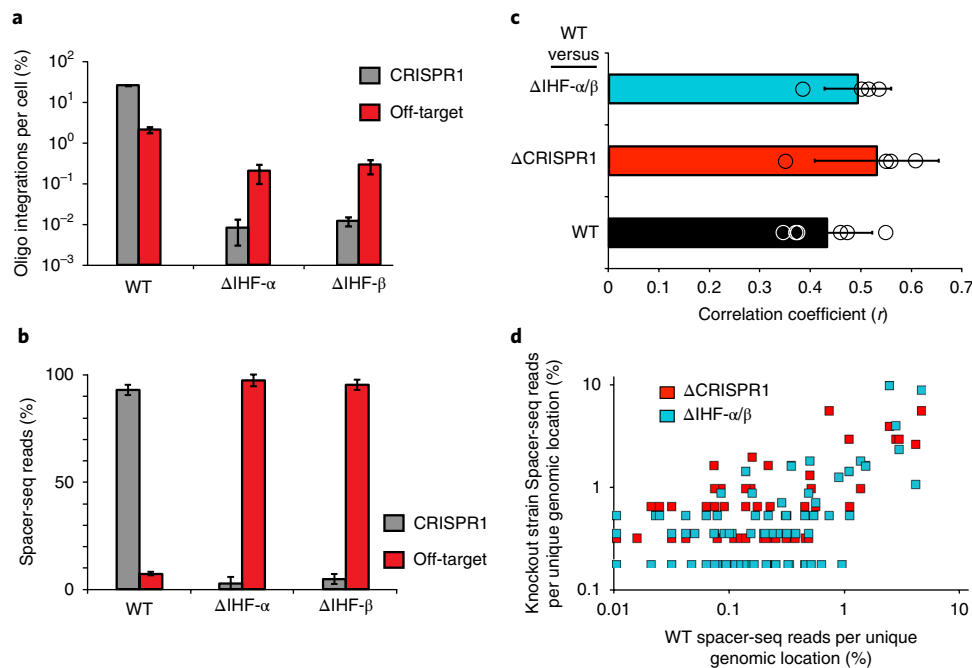 a
Oligo integrations per cell (%)
10²
10¹
10⁰
10⁻¹
10⁻²
10⁻³
CRISPR1
Off-target
WT
ΔIHF-α
ΔIHF-β
b
Spacer-seq reads (%)
100
50
0
CRISPR1
Off-target
WT
ΔIHF-α
ΔIHF-β
c
WT
versus
ΔIHF-α/β
ΔCRISPR1
WT
0 0.1 0.2 0.3 0.4 0.5 0.6 0.7
Correlation coefficient (r)
d
Knockout strain Spacer-seq reads
per unique genomic location (%)
10
1
0.1
ΔCRISPR1
ΔIHF-α/β
0.01 0.1 1 10
WT spacer-seq reads per unique
genomic location (%)